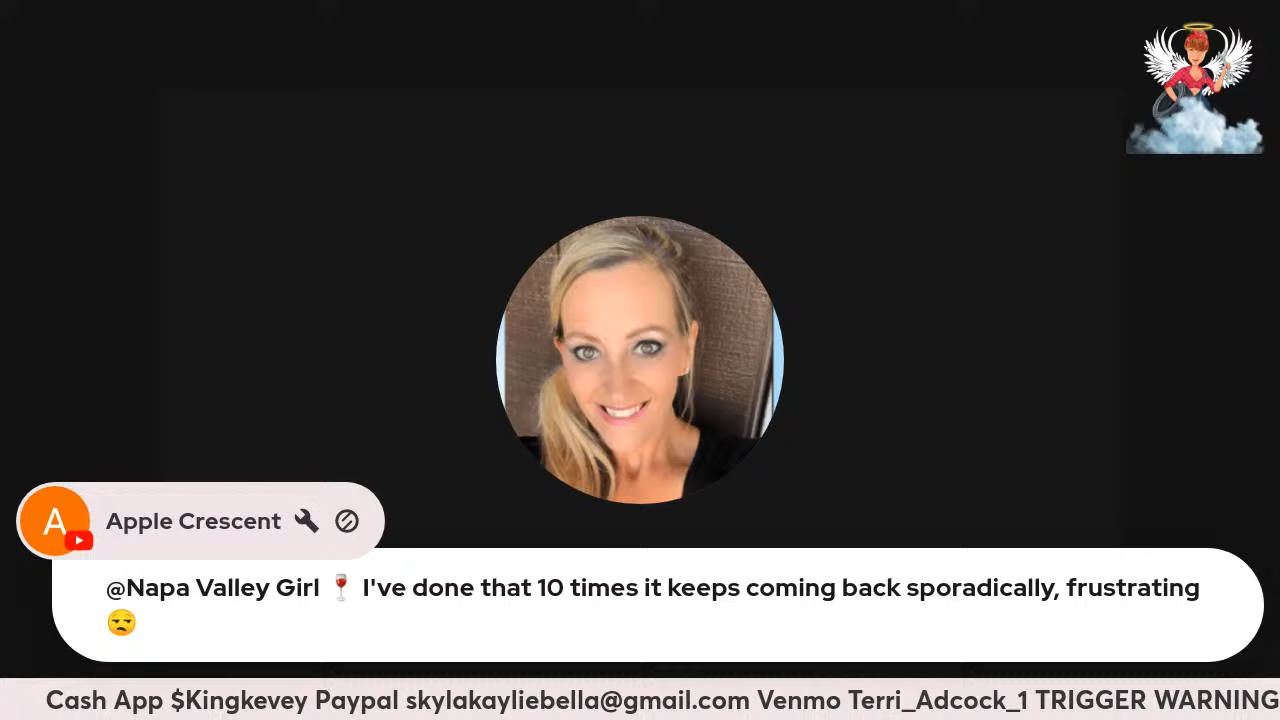 A
Apple Crescent
@Napa Valley Girl 🍷 I've done that 10 times it keeps coming back sporadically, frustrating
😒
Cash App $Kingkevey Paypal skylakayliebella@gmail.com Venmo Terri_Adcock_1 TRIGGER WARNING